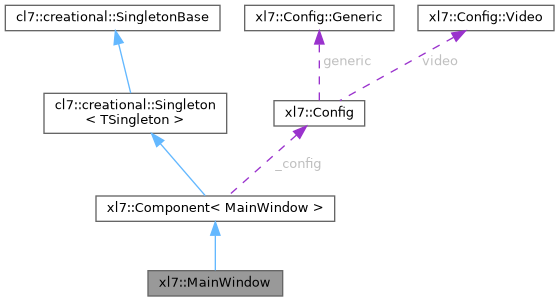 cl7::creational::SingletonBase
xl7::Config::Generic
xl7::Config::Video
generic
video
cl7::creational::Singleton
< TSingleton >
xl7::Config
_config
xl7::Component< MainWindow >
xl7::MainWindow